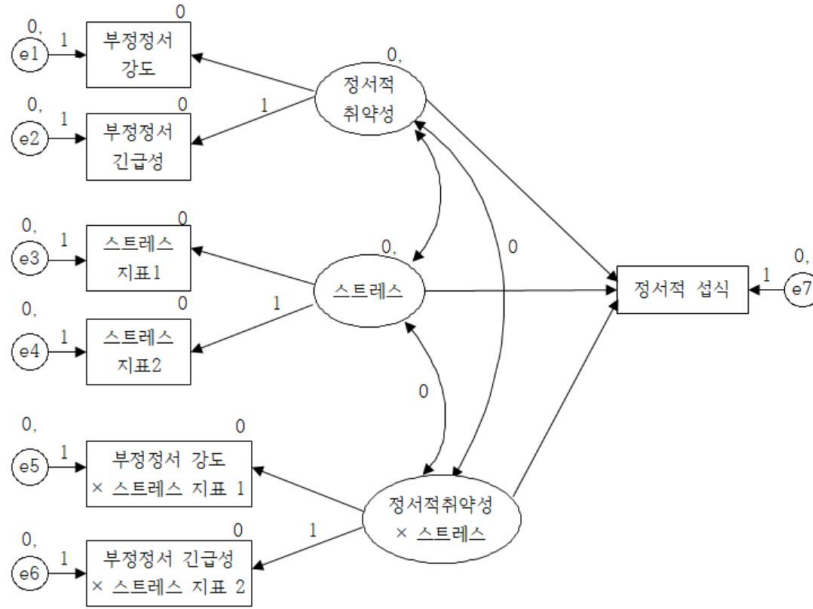 0,
e1
1
0
부정정서
강도
0,
e2
1
0
부정정서
긴급성
0,
정서적
취약성
1
0,
e3
1
0
스트레스
지표1
0,
e4
1
0
스트레스
지표2
0,
스트레스
1
0
0
정서적 섭식
1
0,
e7
0,
e5
1
0
부정정서 강도
× 스트레스 지표 1
0,
e6
1
0
부정정서 긴급성
× 스트레스 지표 2
정서적취약성
× 스트레스
1